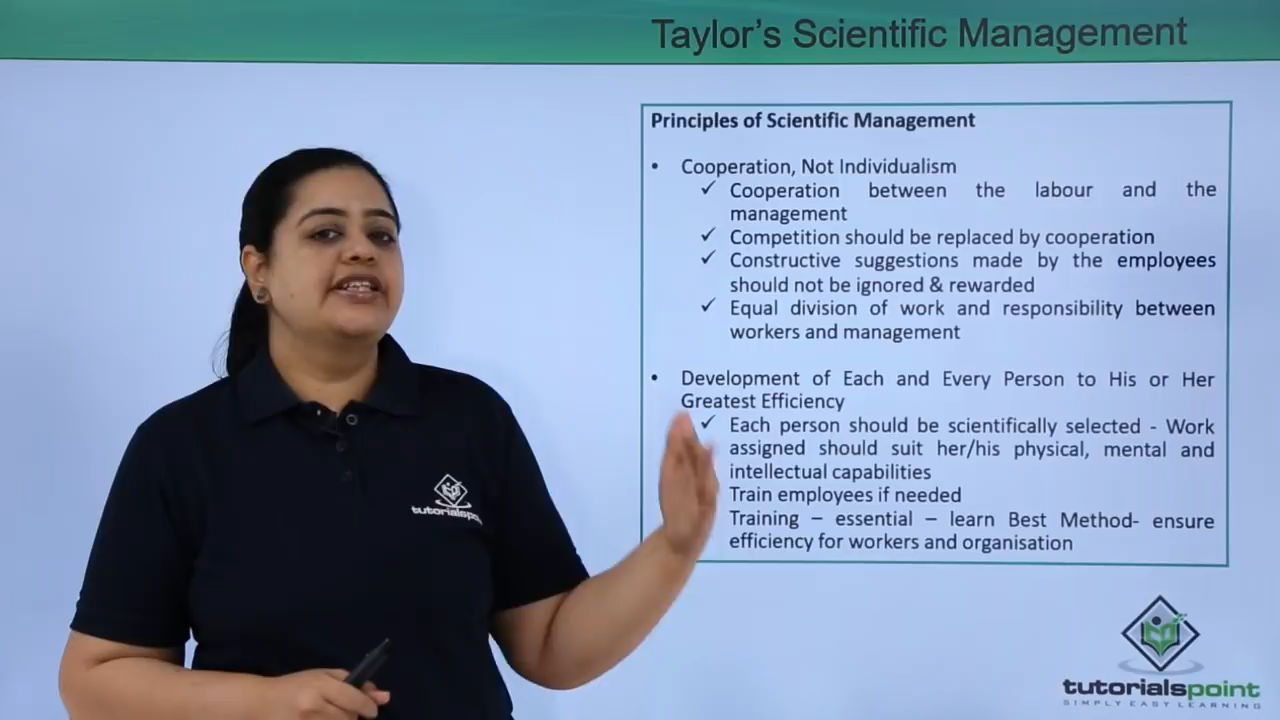 Taylor's Scientific Management
Principles of Scientific Management
• Cooperation, Not Individualism
✓ Cooperation between the labour and the
management
✓ Competition should be replaced by cooperation
✓ Constructive suggestions made by the employees
should not be ignored & rewarded
✓ Equal division of work and responsibility between
workers and management
• Development of Each and Every Person to His or Her
Greatest Efficiency
✓ Each person should be scientifically selected - Work
assigned should suit her/his physical, mental and
intellectual capabilities
Train employees if needed
Training – essential – learn Best Method- ensure
efficiency for workers and organisation
tutorialspoint
tutorialspoint
SIMPLY EASY LEARNING